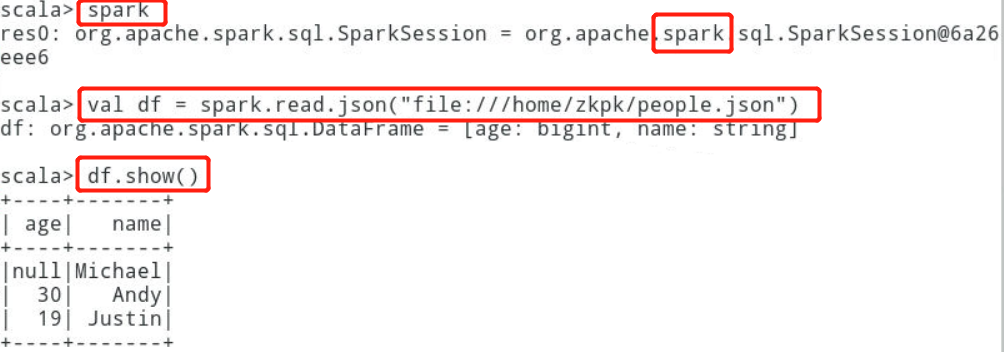 scala> spark
res0: org.apache.spark.sql.SparkSession = org.apache.spark.sql.SparkSession@6a26
eee6
scala> val df = spark.read.json("file:///home/zkpk/people.json")
df: org.apache.spark.sql.DataFrame = [age: bigint, name: string]
scala> df.show()
+----+-------+
| age|   name|
+----+-------+
|null|Michael|
|  30|   Andy|
|  19| Justin|
+----+-------+